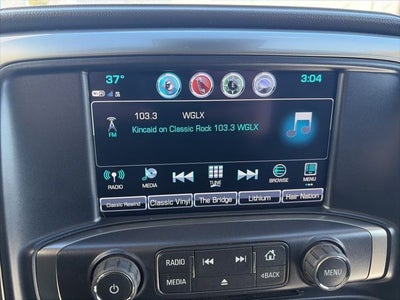 37°
3:04
103.3 WGLX
Kincaid on Classic Rock 103.3 WGLX
FM
RADIO MEDIA TUNE BROWSE MENU
Classic Rewind Classic Vinyl The Bridge Lithium Hair Nation
RADIO
MEDIA
BACK
MENU